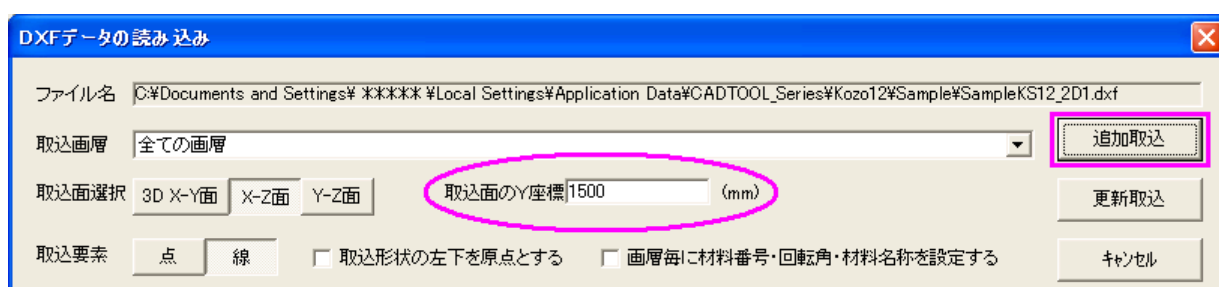 DXFデータの読み込み
ファイル名 C:¥Documents and Settings¥ ***** ¥Local Settings¥Application Data¥CADTOOL_Series¥Kozo12¥Sample¥SampleKS12_2D1.dxf
取込画層 全ての画層 追加取込
取込面選択 3D X-Y面 X-Z面 Y-Z面 取込面のY座標 1500 (mm) 更新取込
取込要素 点 線 取込形状の左下を原点とする 画層毎に材料番号・回転角・材料名称を設定する キャンセル